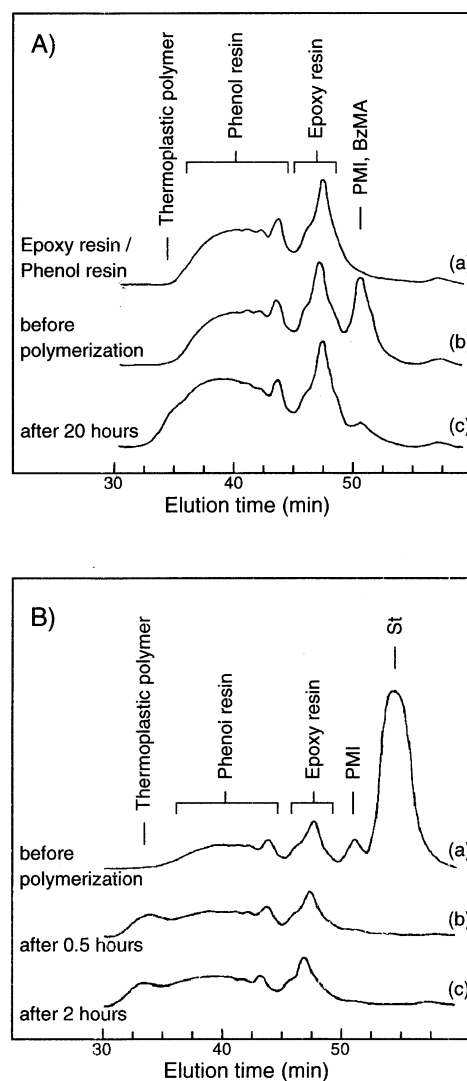 A)
Thermoplastic polymer
Phenol resin
Epoxy resin
PMI, BzMA
Epoxy resin /
Phenol resin
(a)
before
polymerization
(b)
after 20 hours
(c)
30 40 50
Elution time (min)
B)
Thermoplastic polymer
Phenol resin
Epoxy resin
PMI
St
before
polymerization
(a)
after 0.5 hours
(b)
after 2 hours
(c)
30 40 50
Elution time (min)